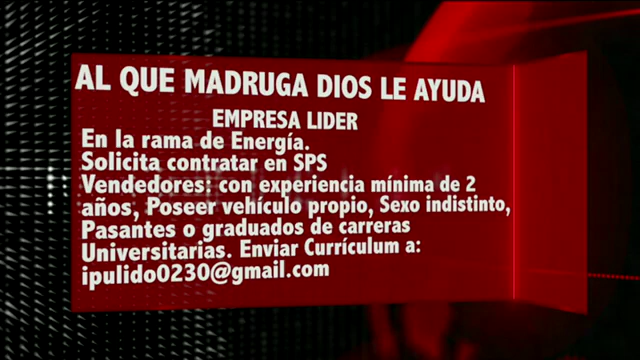 AL QUE MADRUGA DIOS LE AYUDA
EMPRESA LIDER
En la rama de Energía.
Solicita contratar en SPS
Vendedores: con experiencia mínima de 2
años, Poseer vehículo propio, Sexo indistinto,
Pasantes o graduados de carreras
Universitarias. Enviar Currículum a:
ipulido0230@gmail.com